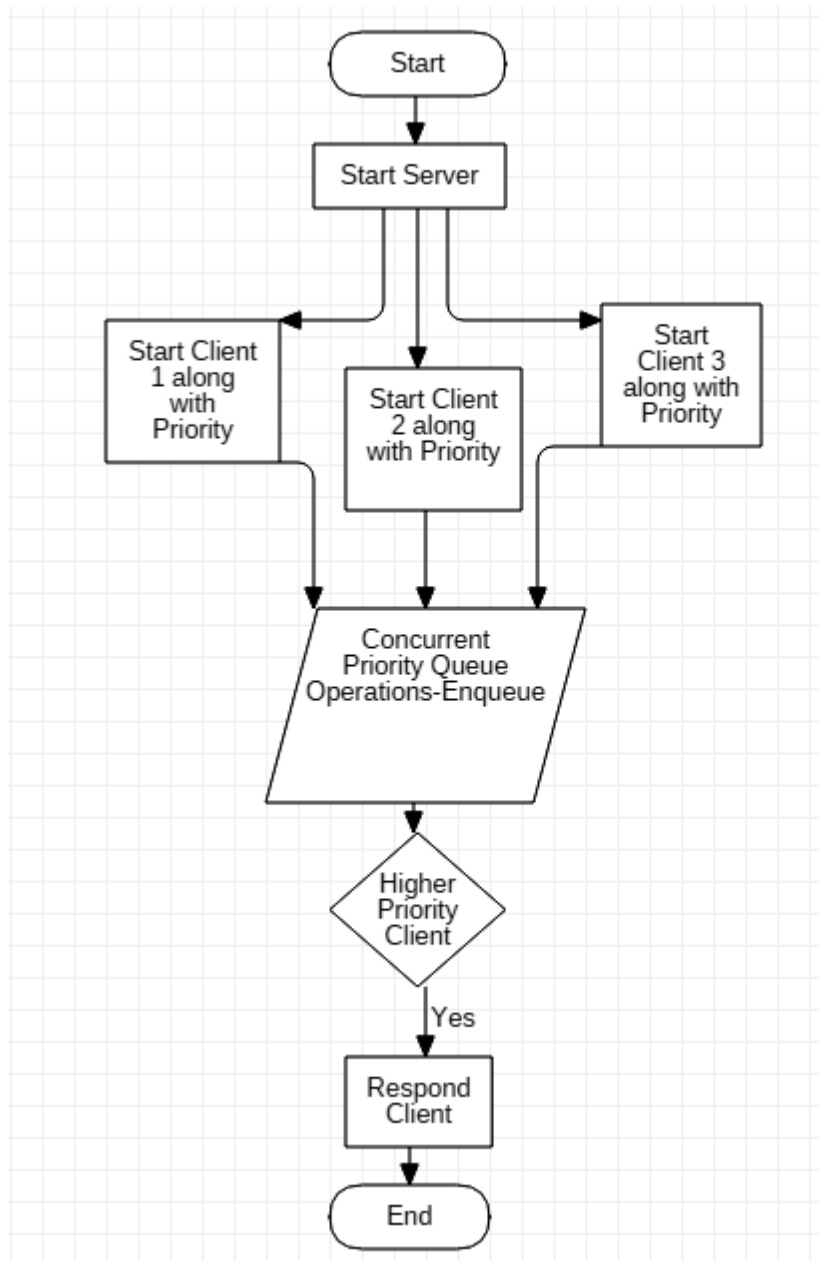 Start
Start Server
Start Client
1 along
with
Priority
Start Client
2 along
with Priority
Start
Client 3
along with
Priority
Concurrent
Priority Queue
Operations-Enqueue
Higher
Priority
Client
Yes
Respond
Client
End